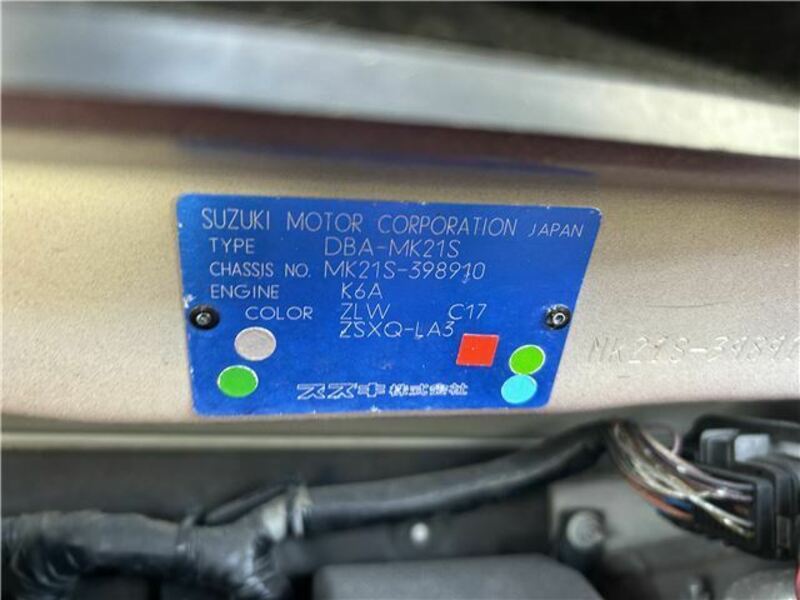 SUZUKI MOTOR CORPORATION JAPAN
TYPE DBA-MK21S
CHASSIS NO. MK21S-398910
ENGINE K6A
COLOR ZLW C17
ZSXQ-LA3
スズキ株式会社